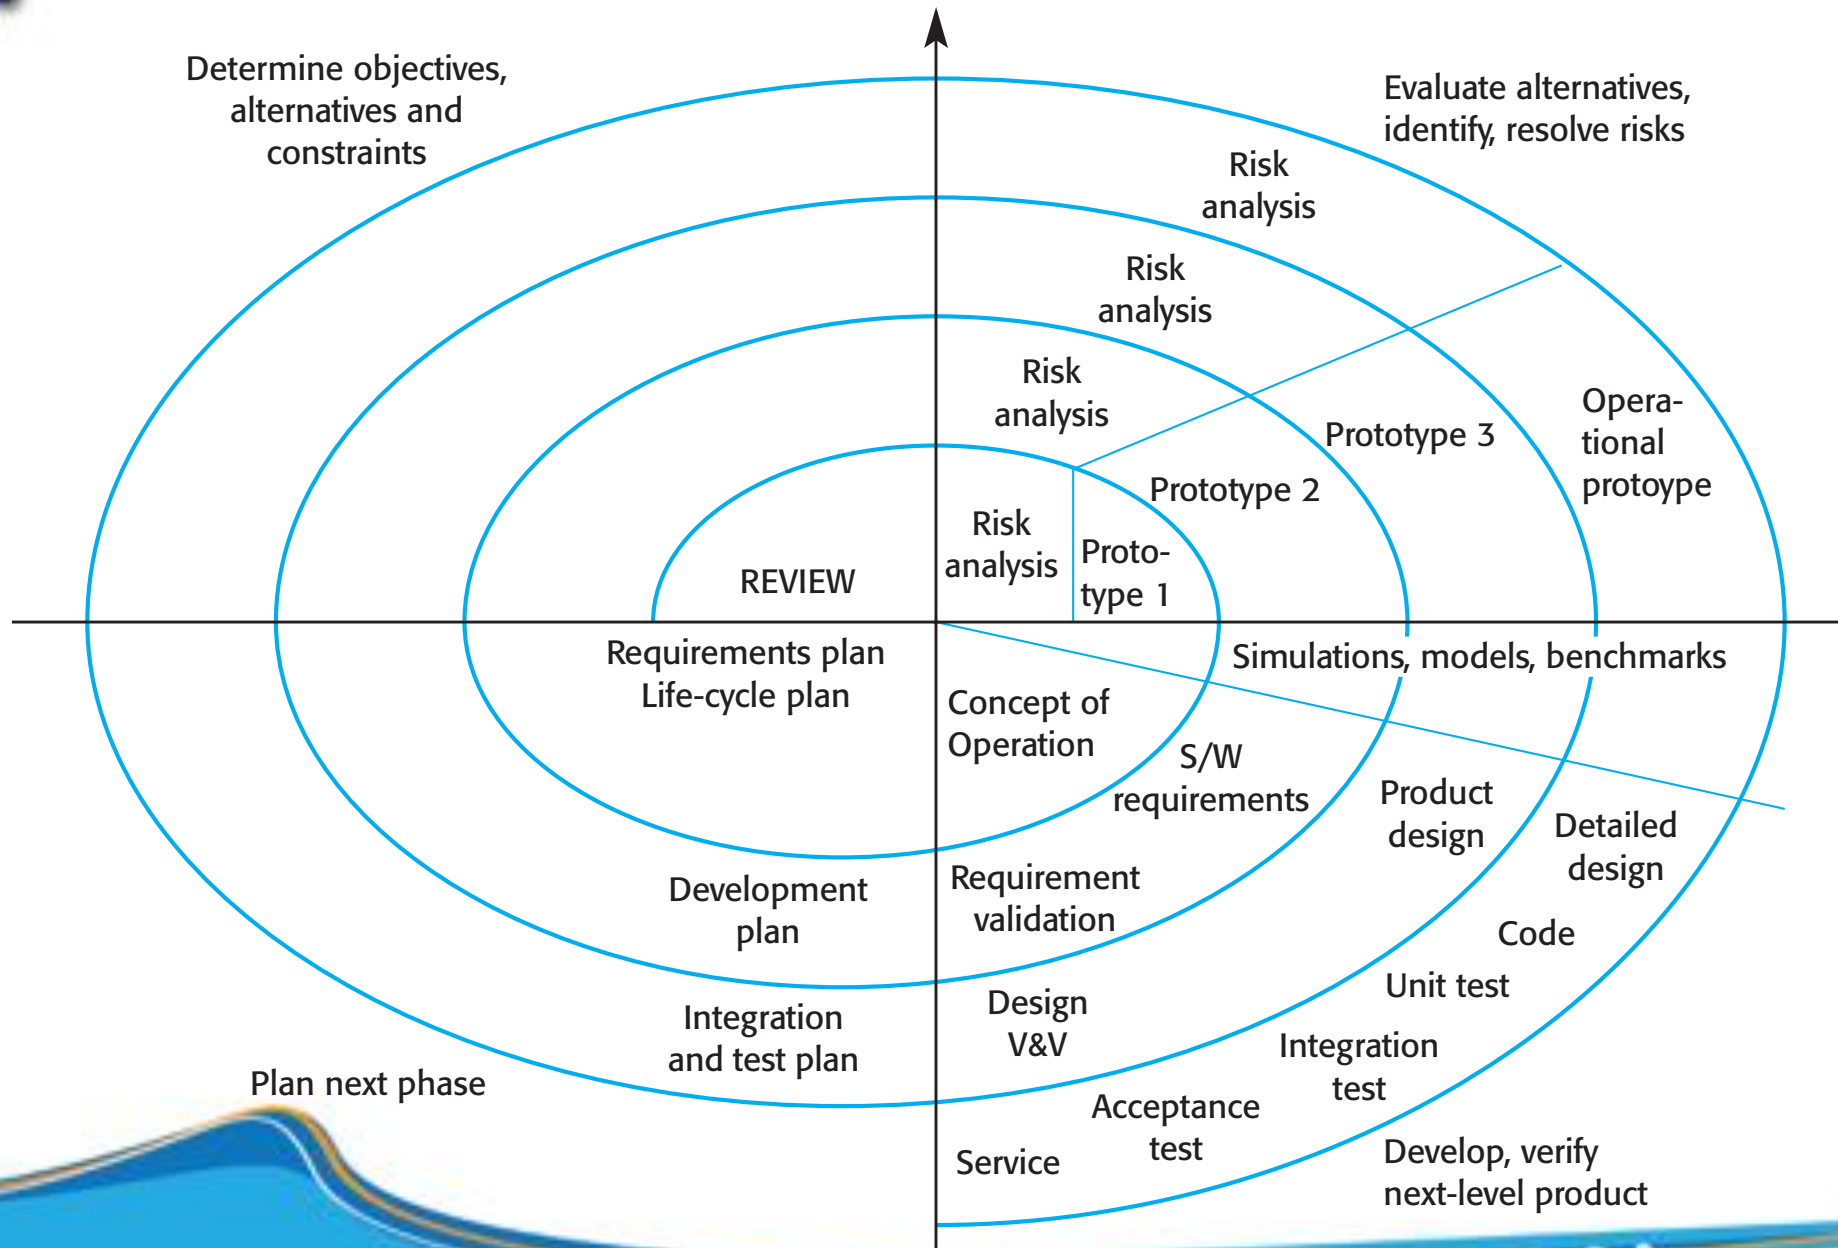 Determine objectives,
alternatives and
constraints
Evaluate alternatives,
identify, resolve risks
Risk
analysis
Risk
analysis
Risk
analysis
Opera-
tional
protoype
Prototype 3
Prototype 2
Risk
analysis
Proto-
type 1
REVIEW
Requirements plan
Life-cycle plan
Simulations, models, benchmarks
Concept of
Operation
S/W
requirements
Product
design
Detailed
design
Development
plan
Requirement
validation
Code
Unit test
Integration
and test plan
Design
V&V
Integration
test
Plan next phase
Acceptance
test
Service
Develop, verify
next-level product